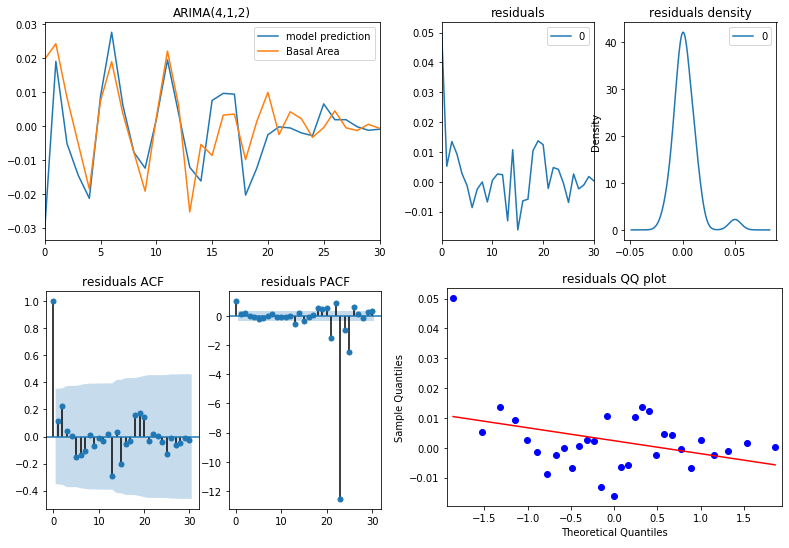 ARIMA(4,1,2)
model prediction
Basal Area
0.03
0.02
0.01
0.00
−0.01
−0.02
−0.03
0 5 10 15 20 25 30
residuals
0
0.05
0.04
0.03
0.02
0.01
0.00
−0.01
0 10 20 30
residuals density
0
Density
40
30
20
10
0
−0.05 0.00 0.05
residuals ACF
1.0
0.8
0.6
0.4
0.2
0.0
−0.2
−0.4
0 10 20 30
residuals PACF
0
−2
−4
−6
−8
−10
−12
0 10 20 30
residuals QQ plot
Sample Quantiles
0.05
0.04
0.03
0.02
0.01
0.00
−0.01
−1.5 −1.0 −0.5 0.0 0.5 1.0 1.5
Theoretical Quantiles